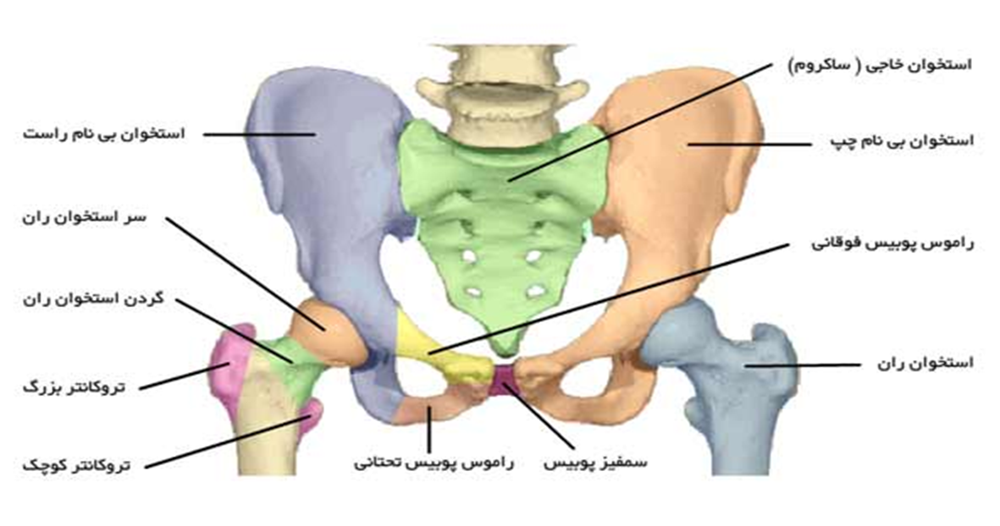 استخوان خاجی ( ساکروم)
استخوان بی نام چپ
راموس پوبیس فوقانی
استخوان ران
استخوان بی نام راست
سر استخوان ران
گردن استخوان ران
تروکانتر بزرگ
تروکانتر کوچک
سمفیز پوبیس
راموس پوبیس تحتانی